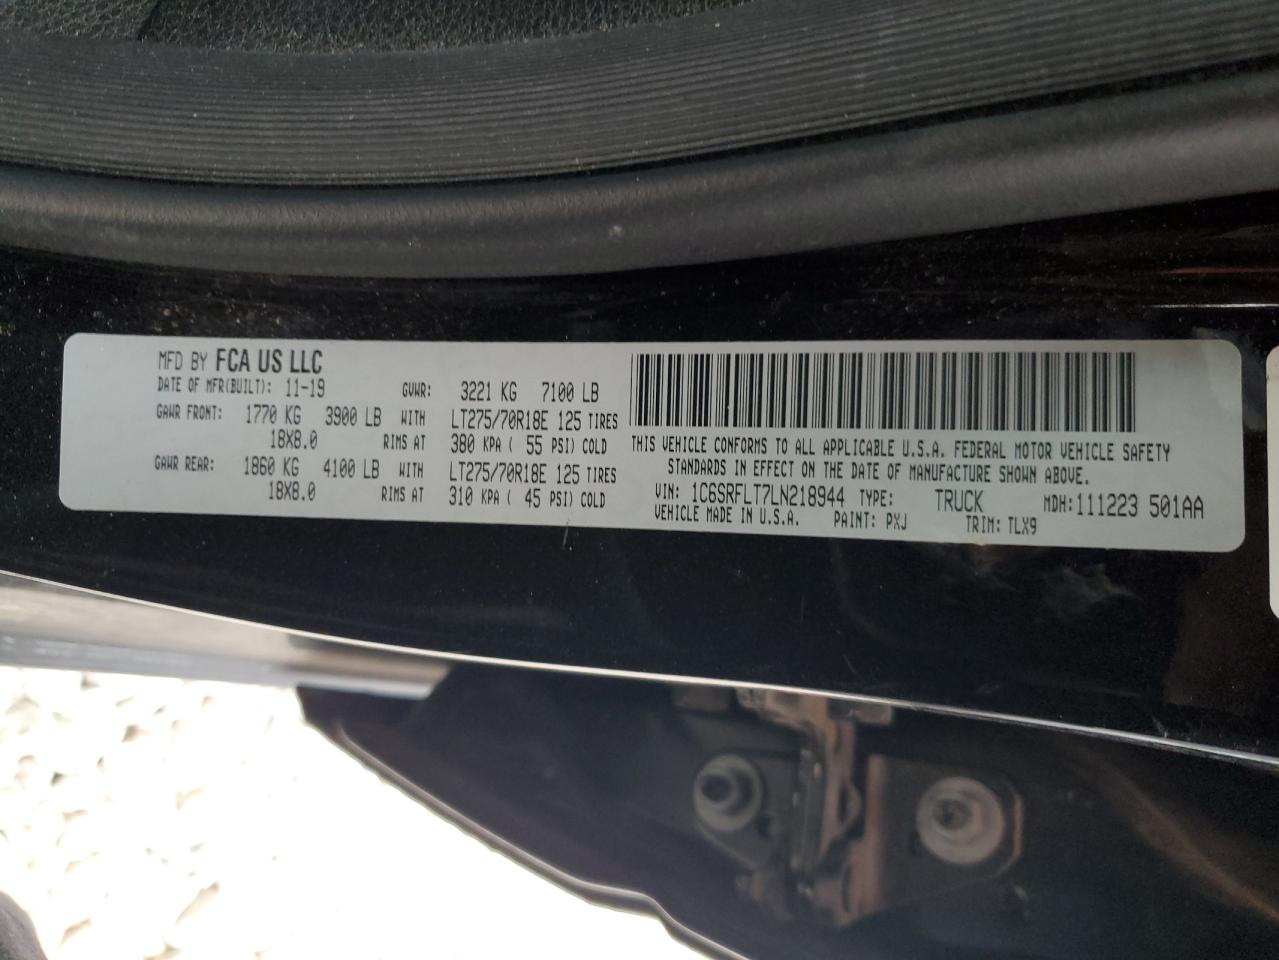 MFD BY FCA US LLC
DATE OF MFR(BUILT): 11-19 GVWR: 3221 KG 7100 LB
GAWR FRONT: 1770 KG 3900 LB WITH LT275/70R18E 125 TIRES
18X8.0 RIMS AT 380 KPA ( 55 PSI) COLD
GAWR REAR: 1860 KG 4100 LB WITH LT275/70R18E 125 TIRES
18X8.0 RIMS AT 310 KPA ( 45 PSI) COLD
THIS VEHICLE CONFORMS TO ALL APPLICABLE U.S.A. FEDERAL MOTOR VEHICLE SAFETY
STANDARDS IN EFFECT ON THE DATE OF MANUFACTURE SHOWN ABOVE.
VIN: 1C6SRFLT7LN218944 TYPE: TRUCK MDH:111223 501AA
VEHICLE MADE IN U.S.A. PAINT: PXJ TRIM: TLX9